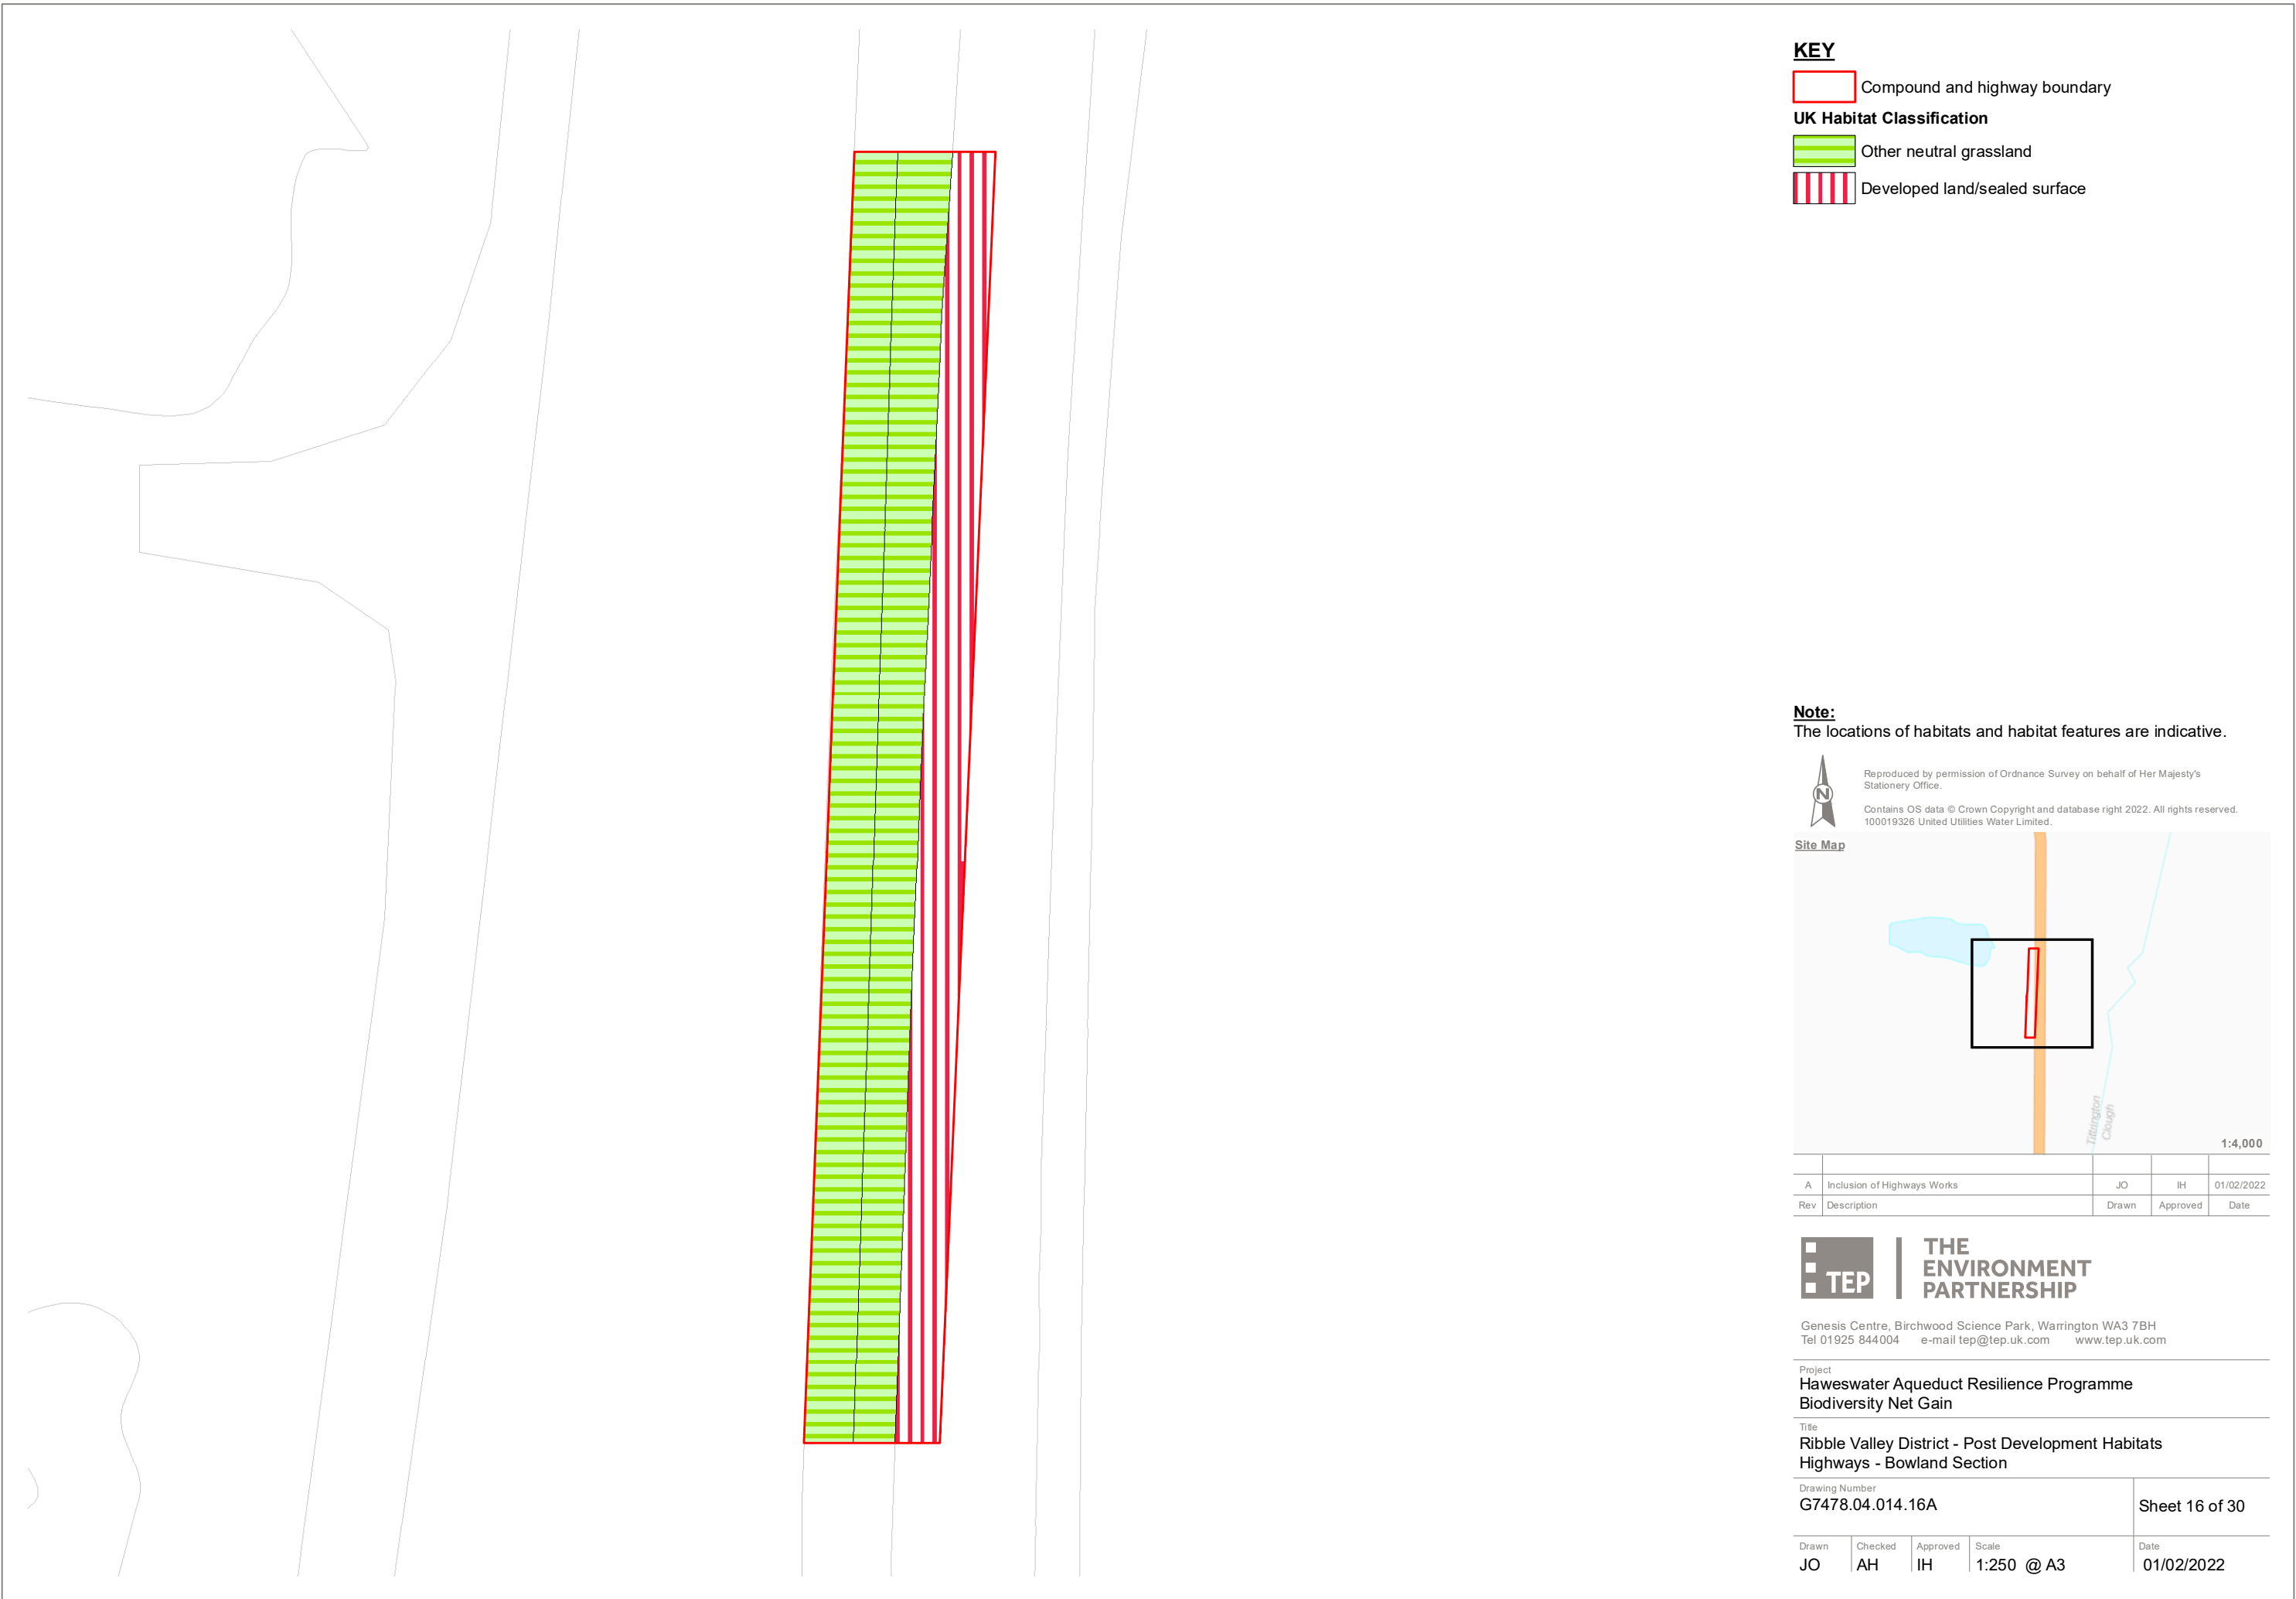 KEY
Compound and highway boundary
UK Habitat Classification
Other neutral grassland
Developed land/sealed surface
Note:
The locations of habitats and habitat features are indicative.
N
Reproduced by permission of Ordnance Survey on behalf of Her Majesty's
Stationery Office.
Contains OS data © Crown Copyright and database right 2022. All rights reserved.
100019326 United Utilities Water Limited.
Site Map
Tittrington
Clough
1:4,000
A Inclusion of Highways Works JO IH 01/02/2022
Rev Description Drawn Approved Date
TEP
THE
ENVIRONMENT
PARTNERSHIP
Genesis Centre, Birchwood Science Park, Warrington WA3 7BH
Tel 01925 844004 e-mail tep@tep.uk.com www.tep.uk.com
Project
Haweswater Aqueduct Resilience Programme
Biodiversity Net Gain
Title
Ribble Valley District - Post Development Habitats
Highways - Bowland Section
Drawing Number
G7478.04.014.16A
Sheet 16 of 30
Drawn Checked Approved Scale Date
JO AH IH 1:250 @ A3 01/02/2022